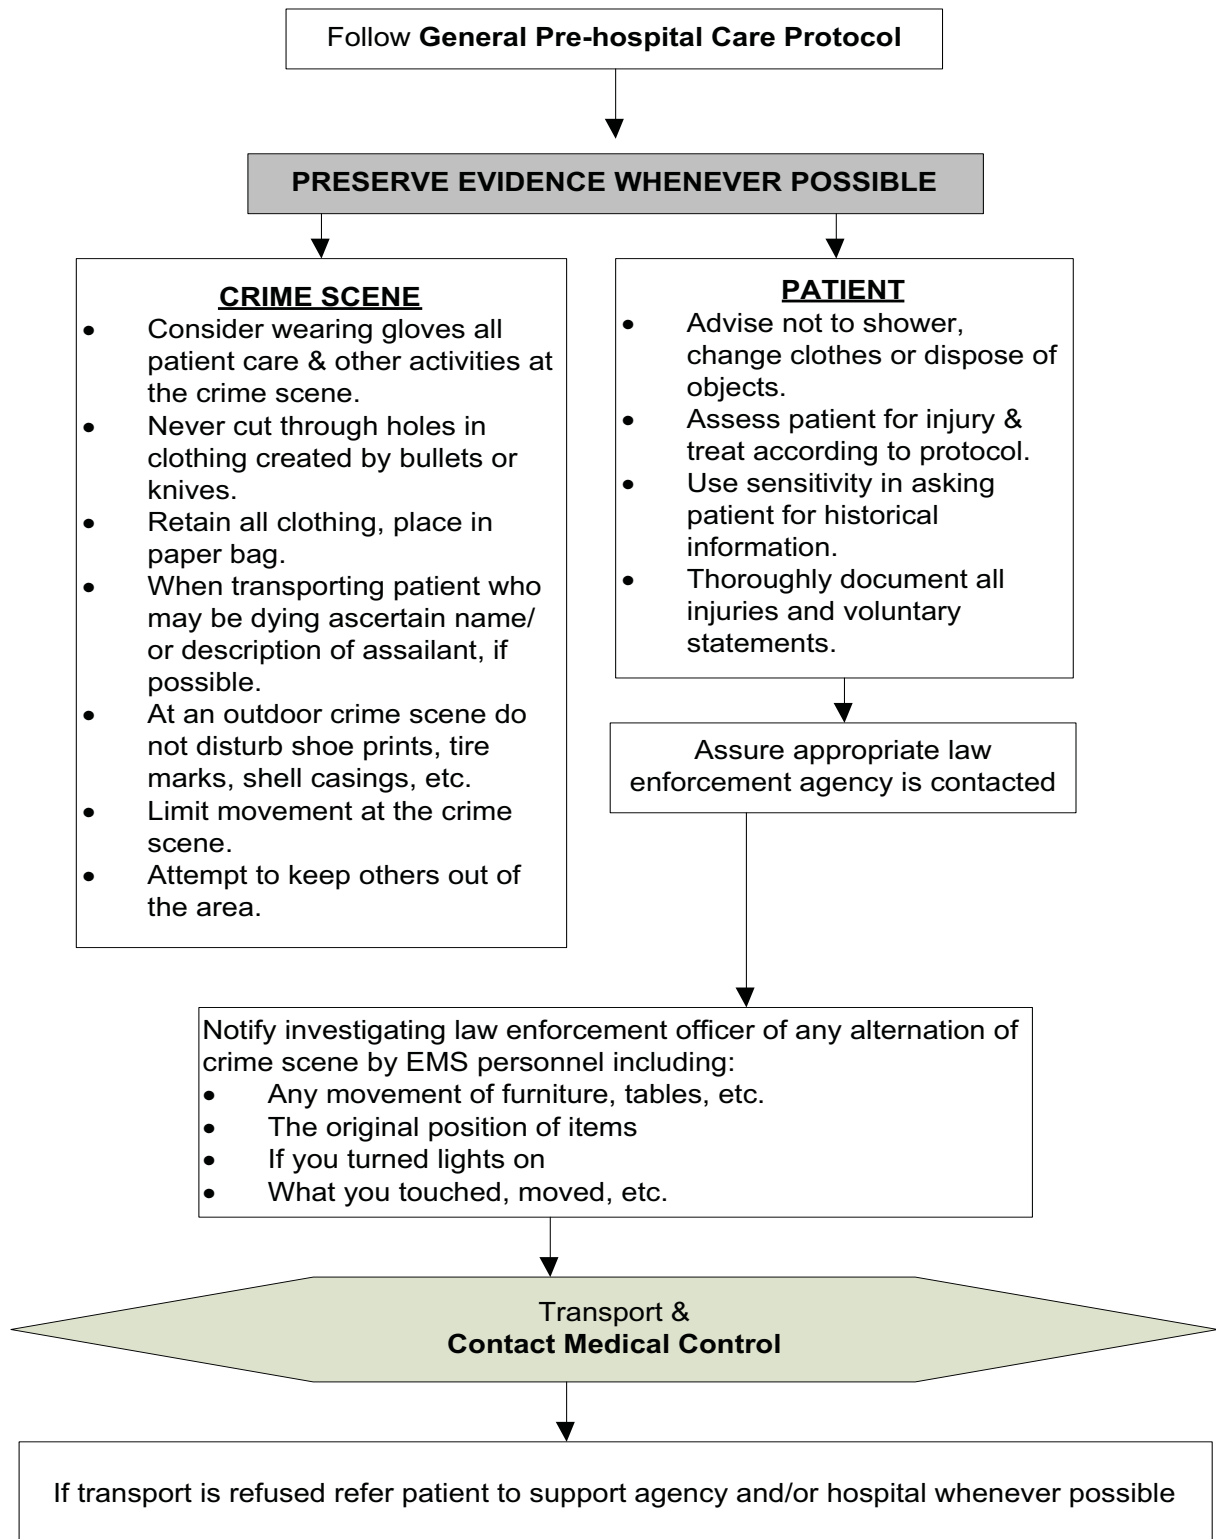 Follow General Pre-hospital Care Protocol
PRESERVE EVIDENCE WHENEVER POSSIBLE
CRIME SCENE
• Consider wearing gloves all
patient care & other activities at
the crime scene.
• Never cut through holes in
clothing created by bullets or
knives.
• Retain all clothing, place in
paper bag.
• When transporting patient who
may be dying ascertain name/
or description of assailant, if
possible.
• At an outdoor crime scene do
not disturb shoe prints, tire
marks, shell casings, etc.
• Limit movement at the crime
scene.
• Attempt to keep others out of
the area.
PATIENT
• Advise not to shower,
change clothes or dispose of
objects.
• Assess patient for injury &
treat according to protocol.
• Use sensitivity in asking
patient for historical
information.
• Thoroughly document all
injuries and voluntary
statements.
Assure appropriate law
enforcement agency is contacted
Notify investigating law enforcement officer of any alternation of
crime scene by EMS personnel including:
• Any movement of furniture, tables, etc.
• The original position of items
• If you turned lights on
• What you touched, moved, etc.
Transport &
Contact Medical Control
If transport is refused refer patient to support agency and/or hospital whenever possible